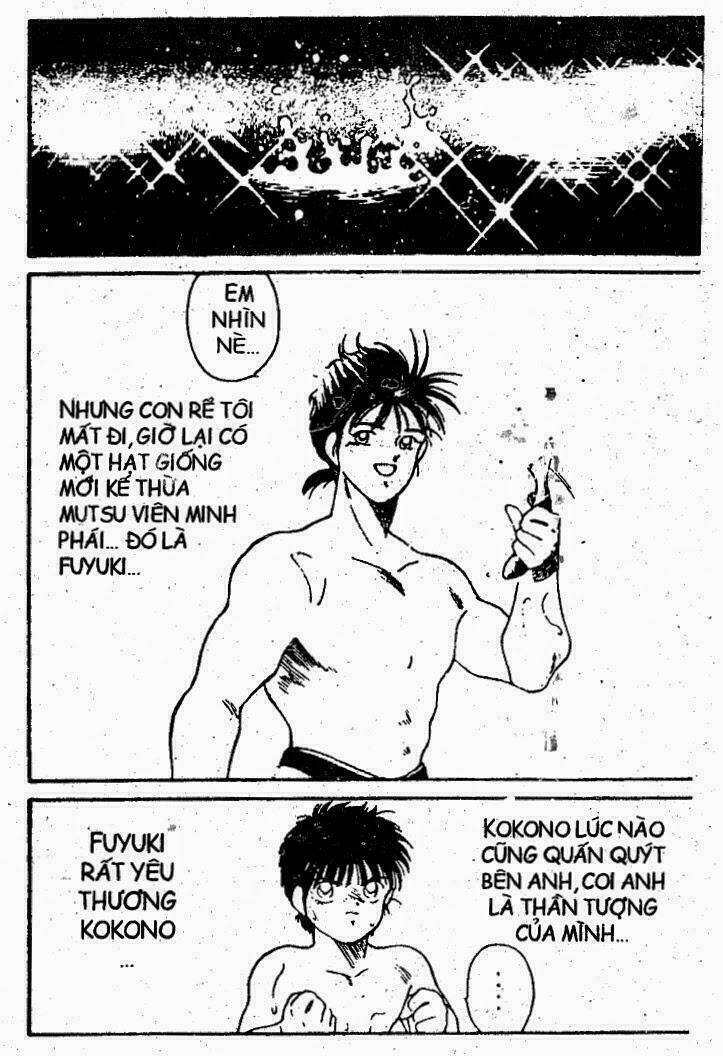 EM
NHÌN
NÈ...
NHƯNG CON RỂ TÔI
MẤT ĐI, GIỜ LẠI CÓ
MỘT HẠT GIỐNG
MỚI KẾ THỪA
MUTSU VIÊN MINH
PHÁI... ĐÓ LÀ
FUYUKI...
KOKONO LÚC NÀO
CŨNG QUẤN QUÝT
BÊN ANH, COI ANH
LÀ THẦN TƯỢNG
CỦA MÌNH...
FUYUKI
RẤT YÊU
THƯƠNG
KOKONO
...
.....